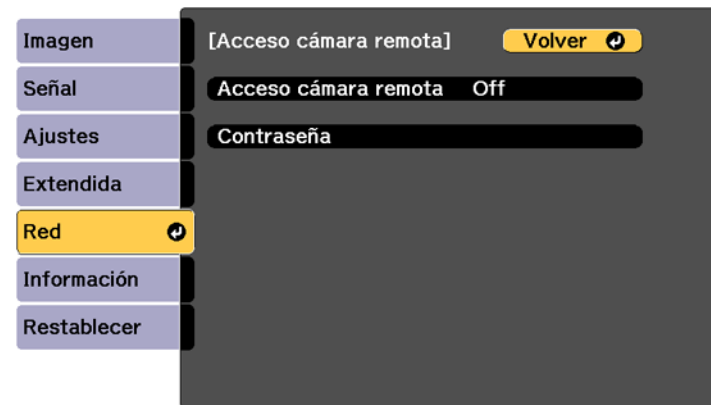 Imagen
Señal
Ajustes
Extendida
Red
Información
Restablecer
[Acceso cámara remota] Volver
Acceso cámara remota Off
Contraseña